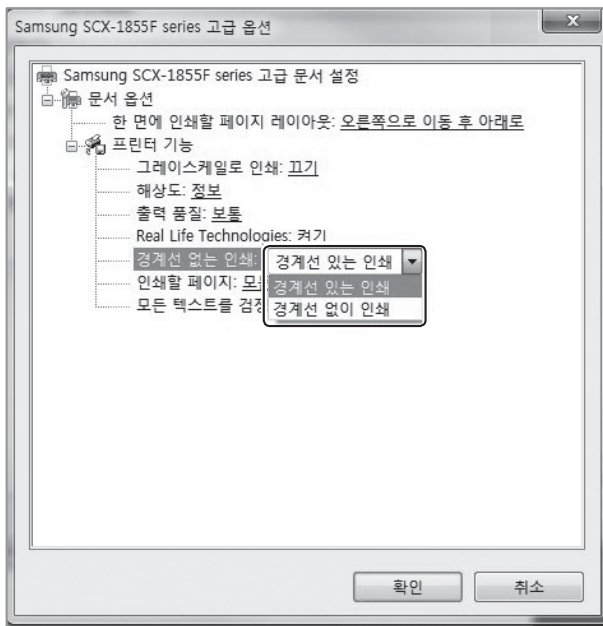 Samsung SCX-1855F series 고급 옵션
Samsung SCX-1855F series 고급 문서 설정
문서 옵션
한 면에 인쇄할 페이지 레이아웃: 오른쪽으로 이동 후 아래로
프린터 기능
그레이스케일로 인쇄: 끄기
해상도: 정보
출력 품질: 보통
Real Life Technologies: 켜기
경계선 없는 인쇄: 경계선 있는 인쇄
인쇄할 페이지: 경계선 있는 인쇄
모든 텍스트를 경계선 없이 인쇄
확인 취소